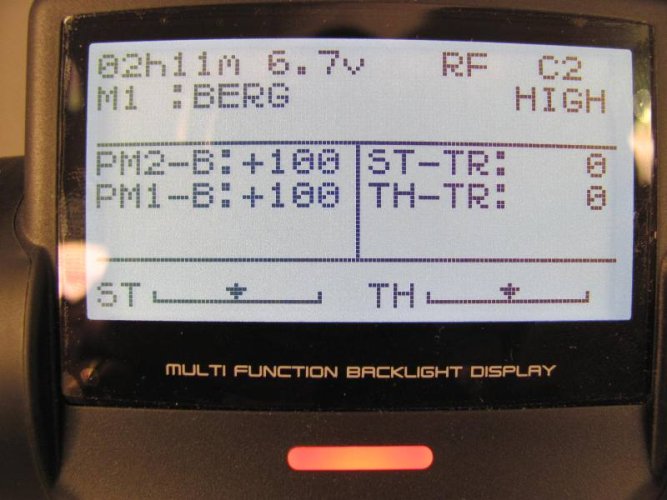 02h11m 6.7v RF C2
M1 :BERG HIGH
PM2-B:+100 ST-TR: 0
PM1-B:+100 TH-TR: 0
ST TH
MULTI FUNCTION BACKLIGHT DISPLAY